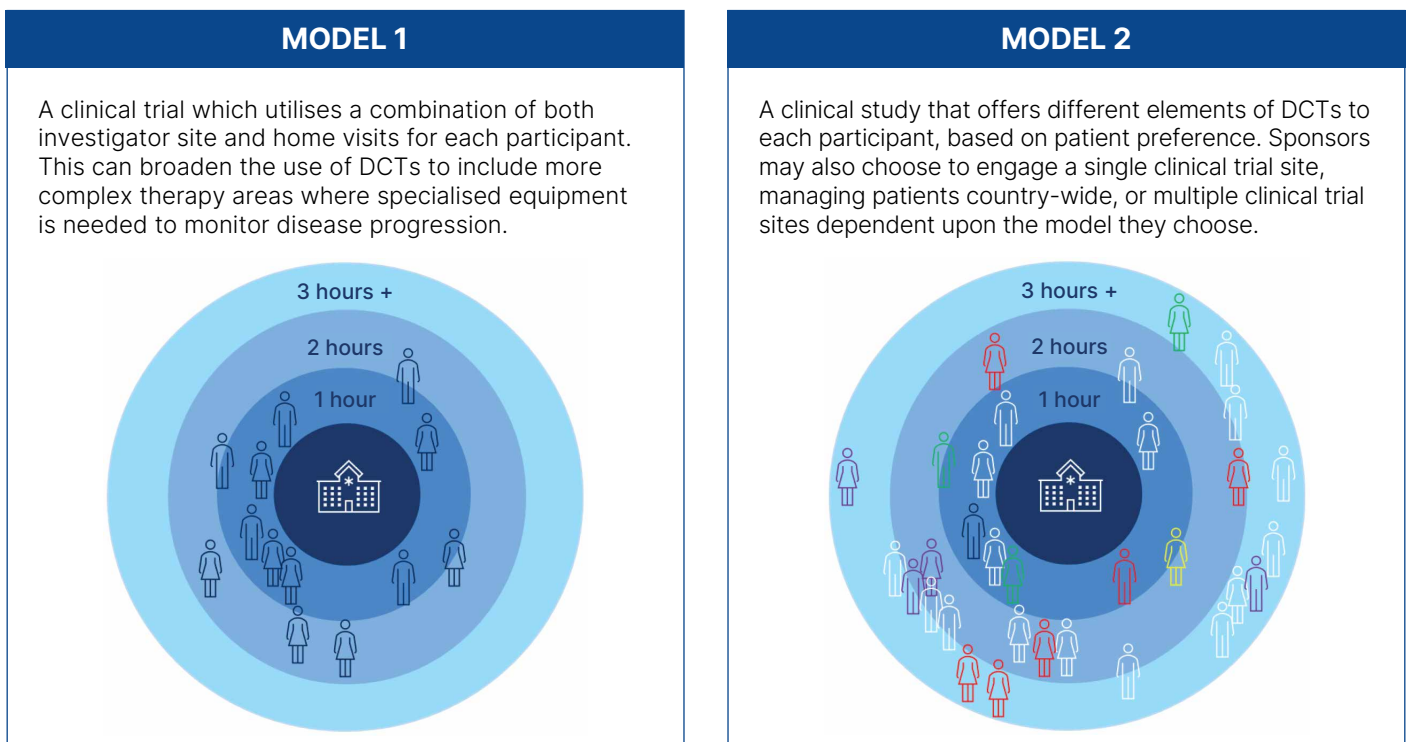 MODEL 1
A clinical trial which utilises a combination of both
investigator site and home visits for each participant.
This can broaden the use of DCTs to include more
complex therapy areas where specialised equipment
is needed to monitor disease progression.
3 hours +
2 hours
1 hour
MODEL 2
A clinical study that offers different elements of DCTs to
each participant, based on patient preference. Sponsors
may also choose to engage a single clinical trial site,
managing patients country-wide, or multiple clinical trial
sites dependent upon the model they choose.
3 hours +
2 hours
1 hour